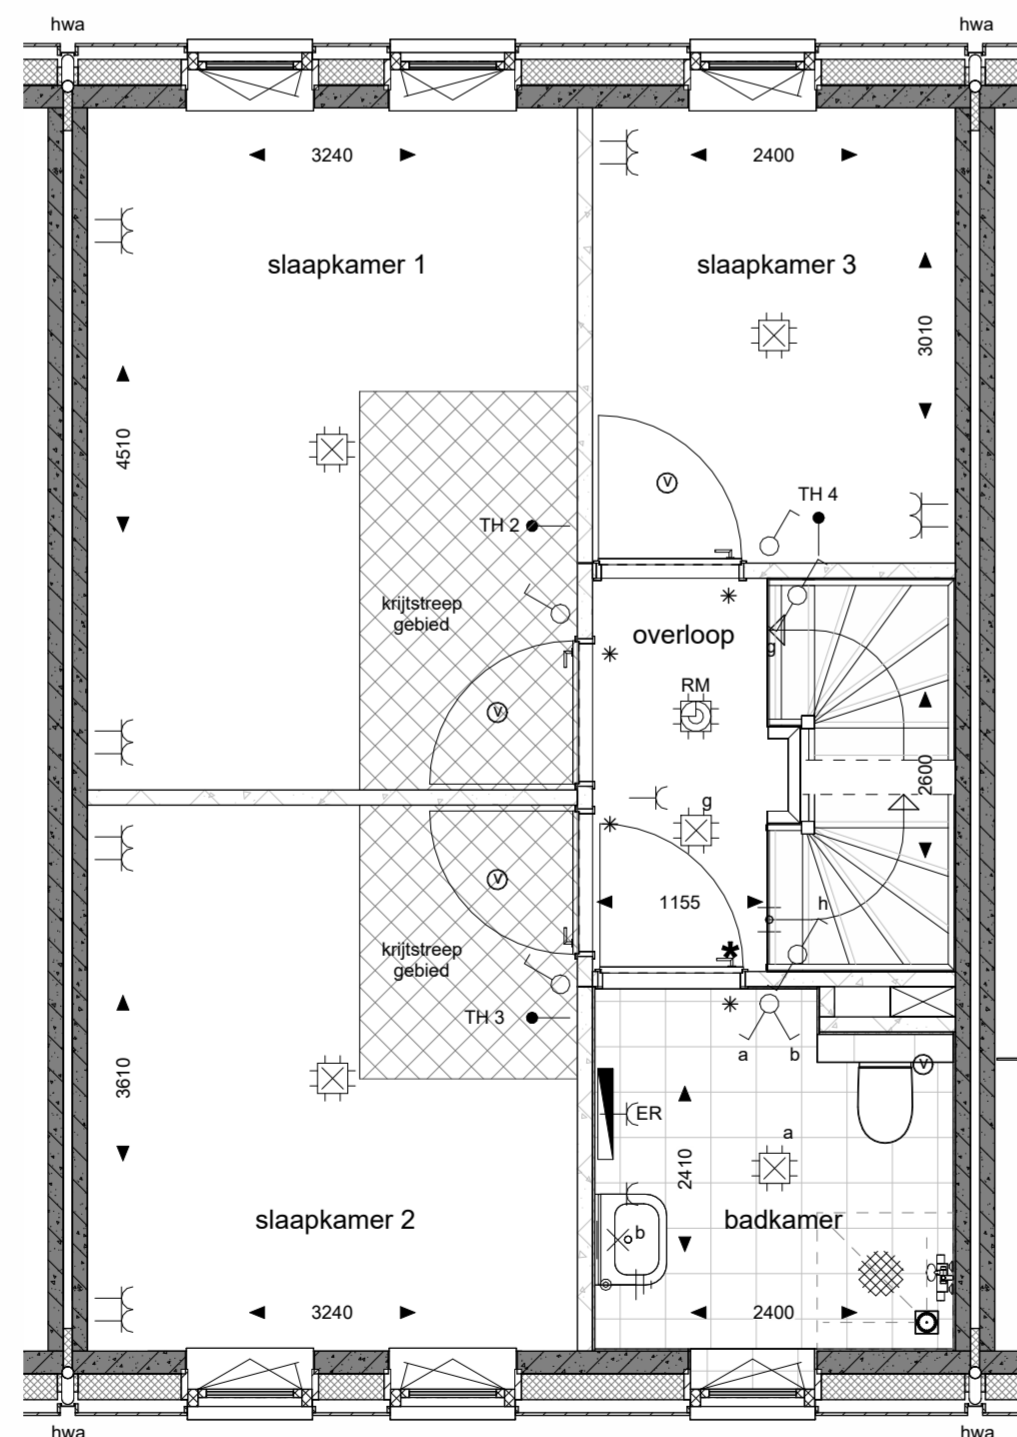 hwa
hwa
3240
2400
slaapkamer 1
slaapkamer 3
3010
4510
TH 4
TH 2
V
krijtstreep
gebied
overloop
g
RM
V
2600
g
V
1155
h
krijtstreep
gebied
TH 3
a
b
V
3610
ER
a
2410
slaapkamer 2
badkamer
b
3240
2400
hwa
hwa